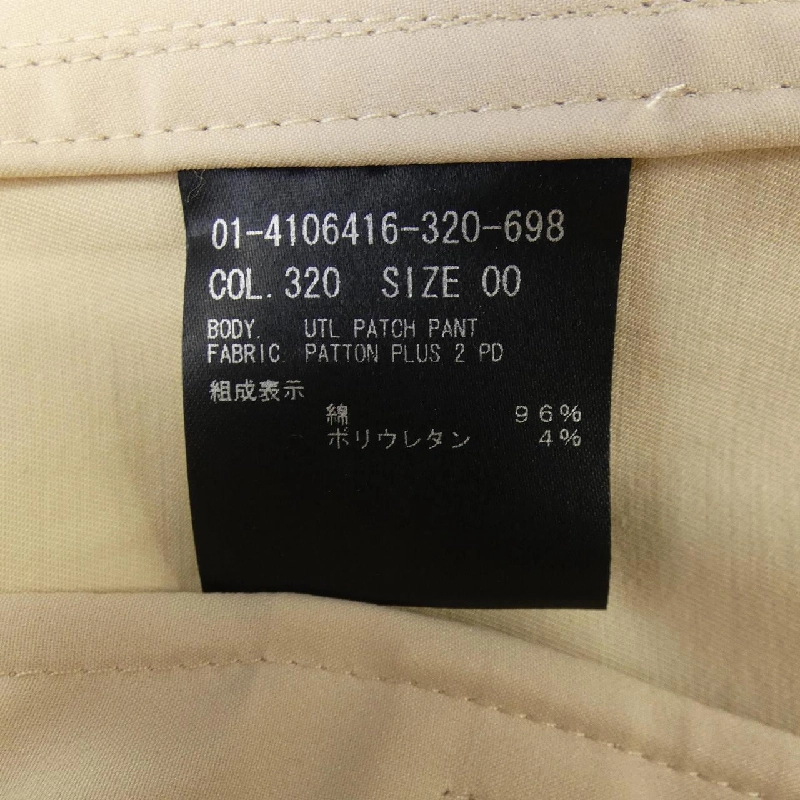 01-4106416-320-698
COL. 320 SIZE 00
BODY. UTL PATCH PANT
FABRIC. PATTON PLUS 2 PD
組成表示
綿 96%
ポリウレタン 4%